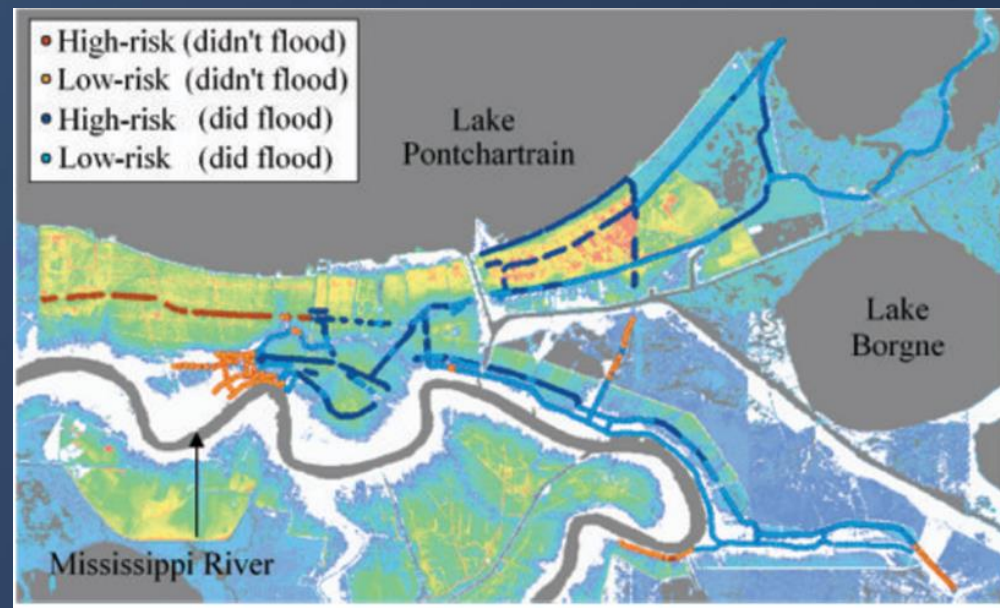 High-risk (didn't flood)
Low-risk (didn't flood)
High-risk (did flood)
Low-risk (did flood)
Lake
Pontchartrain
Lake
Borgne
Mississippi River